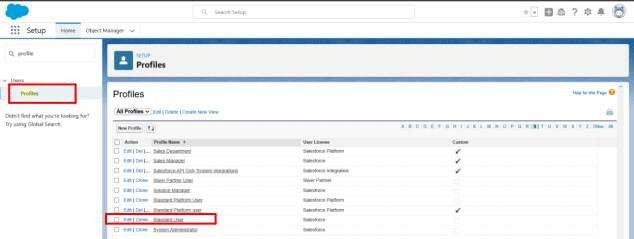 Search Setup
Setup
Home
Object Manager
profile
Users
Profiles
Didn't find what you're looking for?
Try using Global Search.
SETUP
Profiles
Profiles
Help for this Page
All Profiles Edit | Delete | Create New View
New Profile
A B C D E F G H I J K L M N O P Q R S T U V W X Y Z Other All
Action Profile Name User License Custom
Edit | Del | ... Sales Department Salesforce Platform
Edit | Del | ... Sales Manager Salesforce
Edit | Del | ... Salesforce API Only System Integrations Salesforce Integration
Edit | Clone Silver Partner User Silver Partner
Edit | Clone Solution Manager Salesforce
Edit | Clone Standard Platform User Salesforce Platform
Edit | Del | ... Standard Platform user Salesforce Platform
Edit | Clone Standard User Salesforce
Edit | Clone System Administrator Salesforce